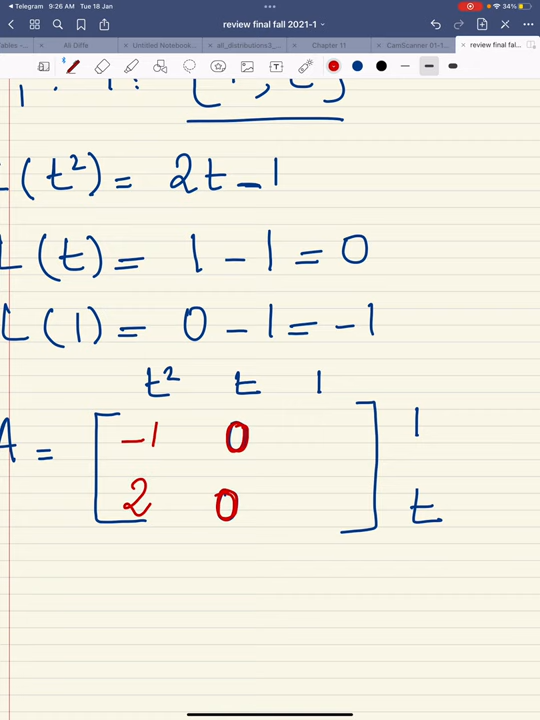 Telegram 9:26 AM Tue 18 Jan 34%
review final fall 2021-1
Tables -... Ali Diffe Untitled Notebook... all_distributions3_... Chapter 11 CamScanner 01-1... review final fal...
L(t²) = 2t - 1
L(t) = 1 - 1 = 0
L(1) = 0 - 1 = -1
t² t 1
A = [ -1 0 ] 1
2 0 t